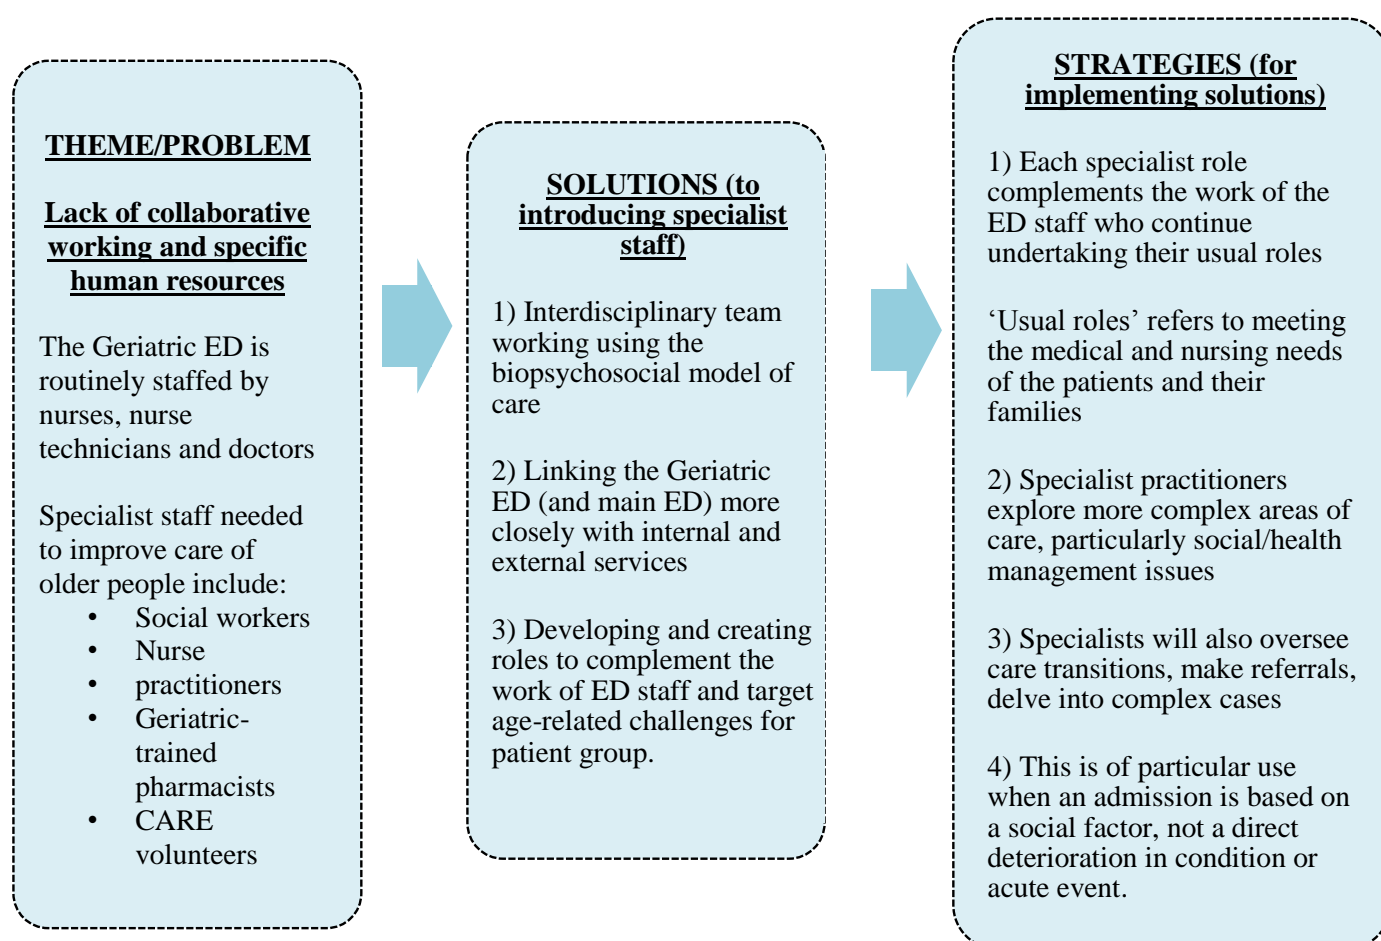 THEME/PROBLEM
Lack of collaborative
working and specific
human resources
The Geriatric ED is
routinely staffed by
nurses, nurse
technicians and doctors
Specialist staff needed
to improve care of
older people include:
• Social workers
• Nurse
• practitioners
• Geriatric-
trained
pharmacists
• CARE
volunteers
SOLUTIONS (to
introducing specialist
staff)
1) Interdisciplinary team
working using the
biopsychosocial model of
care
2) Linking the Geriatric
ED (and main ED) more
closely with internal and
external services
3) Developing and creating
roles to complement the
work of ED staff and target
age-related challenges for
patient group.
STRATEGIES (for
implementing solutions)
1) Each specialist role
complements the work of the
ED staff who continue
undertaking their usual roles
‘Usual roles’ refers to meeting
the medical and nursing needs
of the patients and their
families
2) Specialist practitioners
explore more complex areas of
care, particularly social/health
management issues
3) Specialists will also oversee
care transitions, make referrals,
delve into complex cases
4) This is of particular use
when an admission is based on
a social factor, not a direct
deterioration in condition or
acute event.